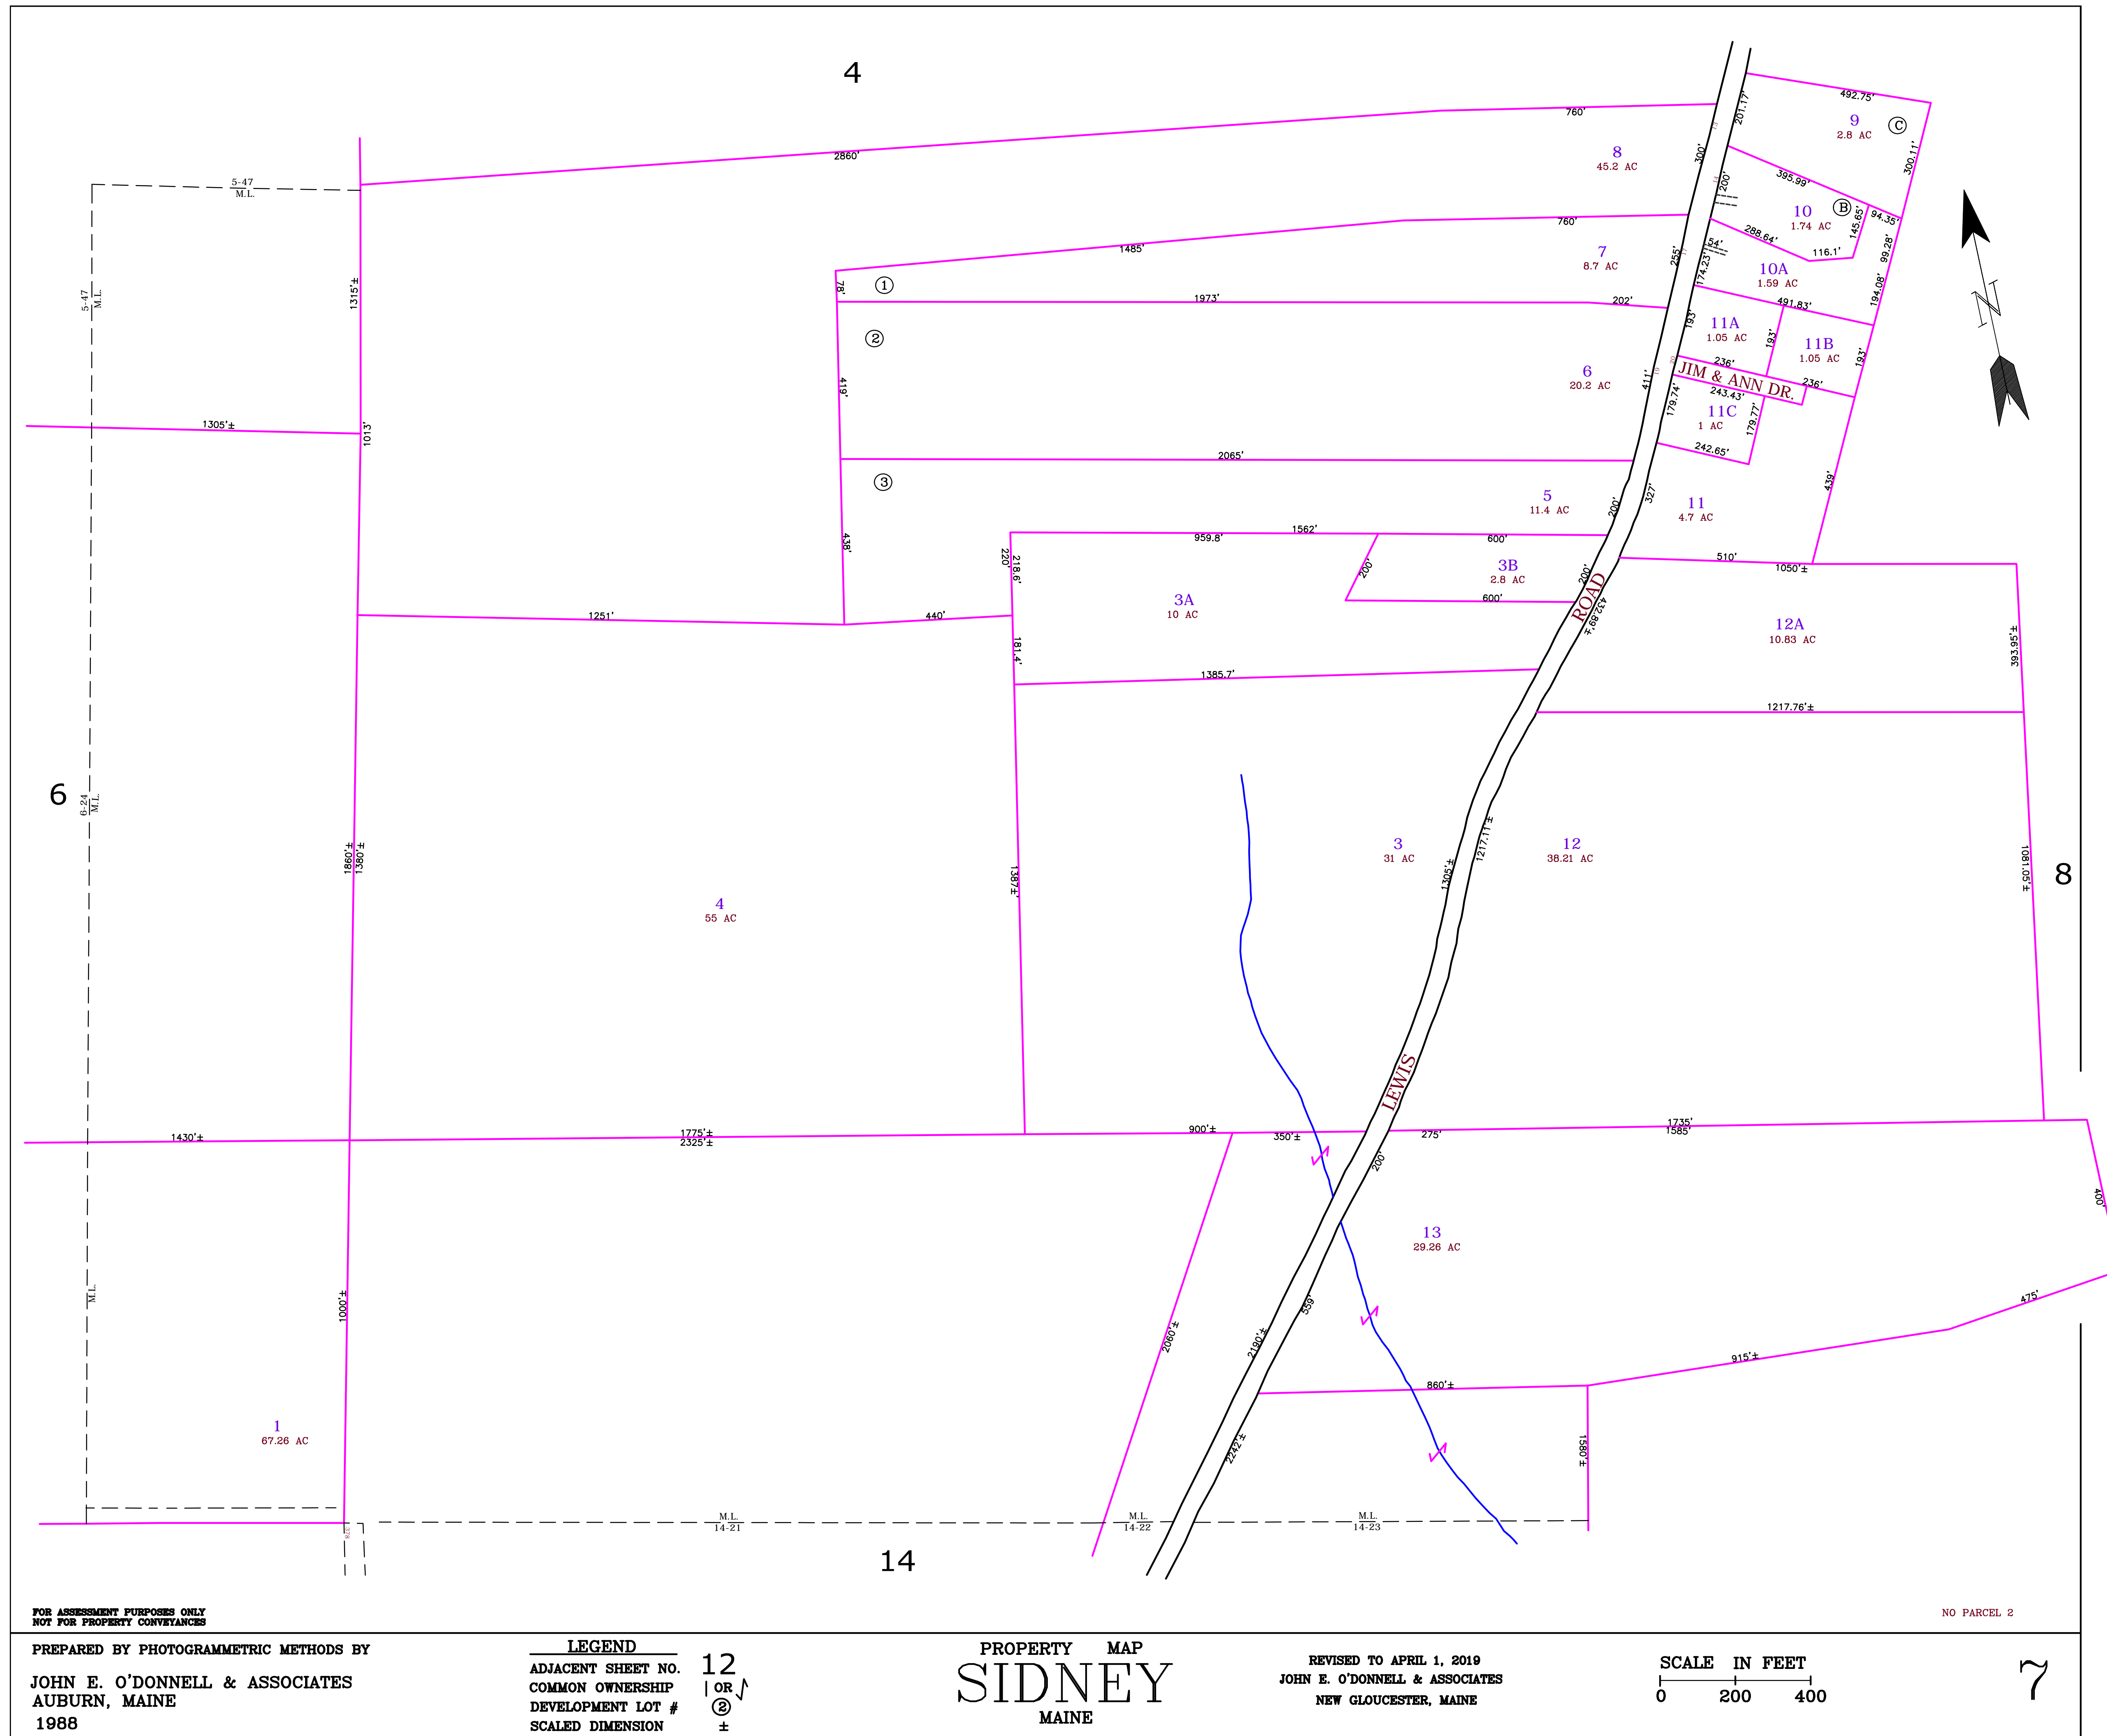 4
492.75'
201.17'
9
2.8 AC
C
300.11'
760'
2860'
8
45.2 AC
300'
13
395.99'
5-47
M.L.
14
200'
10
1.74 AC
B
145.65'
94.35'
760'
1485'
7
8.7 AC
255'
17
54'
288.64'
116.1'
99.28'
174.23'
10A
1.59 AC
194.08'
491.83'
N
5-47
M.L.
1315'±
78'
1
1973'
202'
2
193'
11A
1.05 AC
193'
11B
1.05 AC
193'
419'
6
20.2 AC
411'
19
20
236'
JIM & ANN DR.
236'
243.43'
179.74'
11C
1 AC
179.77'
242.65'
1305'±
1013'
2065'
3
439'
5
11.4 AC
200'
327'
11
4.7 AC
438'
1562'
959.8'
600'
220'
218.6'
200'
3B
2.8 AC
200'
510'
1050'±
3A
10 AC
600'
ROAD
432.89'±
1251'
440'
12A
10.83 AC
393.95'±
181.4'
1385.7'
1217.76'±
6
6-24
M.L.
1860'±
1380'±
3
31 AC
1305'±
1217.11'±
12
38.21 AC
1081.05'±
8
4
55 AC
1387±'
LEWIS
1430'±
1775'±
2325'±
900'±
350'±
275'
1735'
1585'
200'
400'
13
29.26 AC
M.L.
1000'±
2060'±
2190'±
559'
475'
915'±
860'±
1
67.26 AC
2242'±
1580'±
378
M.L.
14-21
M.L.
14-22
M.L.
14-23
14
FOR ASSESSMENT PURPOSES ONLY
NOT FOR PROPERTY CONVEYANCES
NO PARCEL 2
PREPARED BY PHOTOGRAMMETRIC METHODS BY
JOHN E. O'DONNELL & ASSOCIATES
AUBURN, MAINE
1988
LEGEND
ADJACENT SHEET NO. 12
COMMON OWNERSHIP | OR
DEVELOPMENT LOT # 2
SCALED DIMENSION ±
PROPERTY MAP
SIDNEY
MAINE
REVISED TO APRIL 1, 2019
JOHN E. O'DONNELL & ASSOCIATES
NEW GLOUCESTER, MAINE
SCALE IN FEET
0 200 400
7